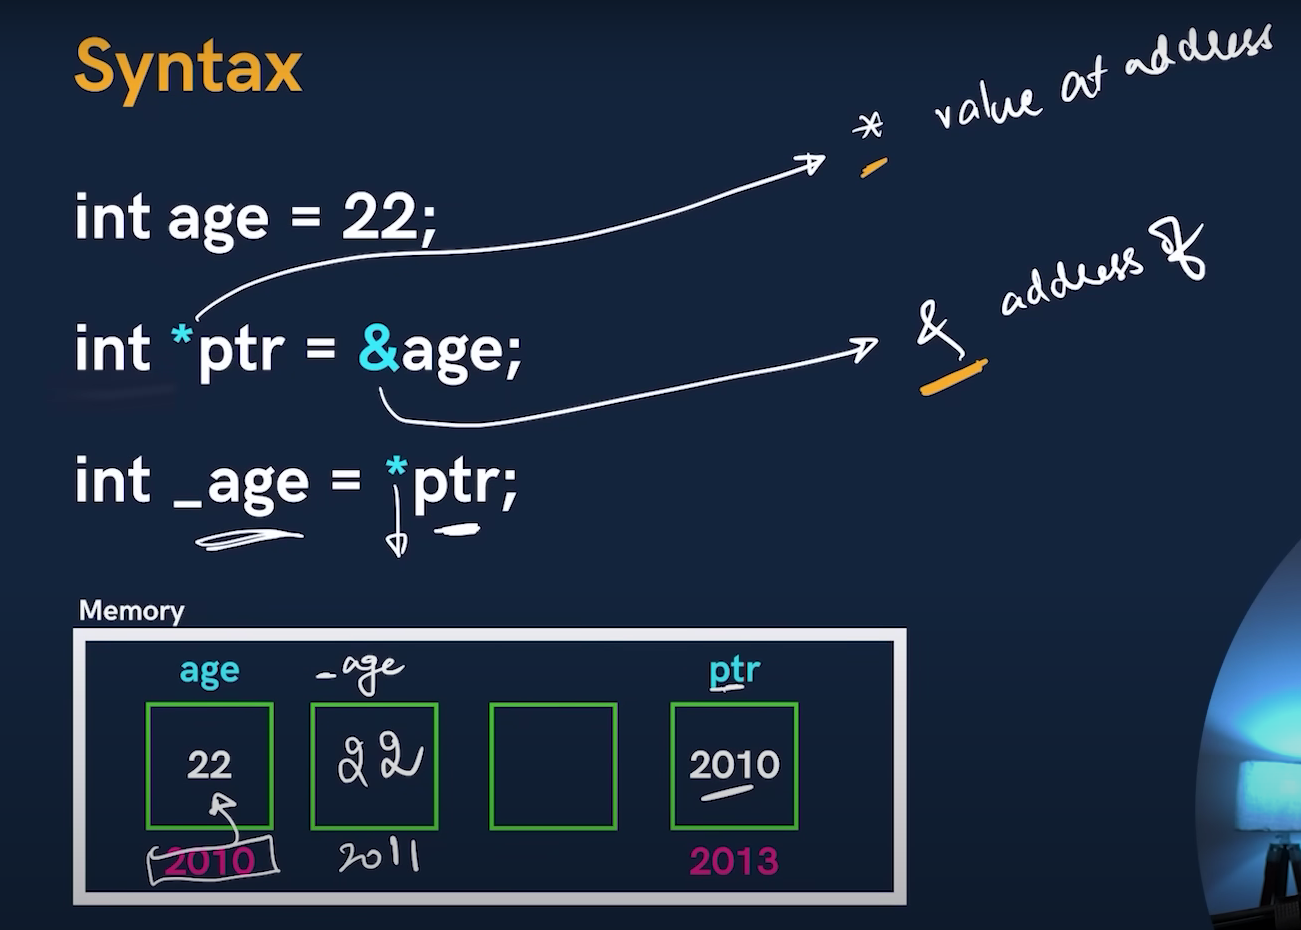 Syntax
* value at address
int age = 22;
& address of
int *ptr = &age;
int _age = *ptr;
Memory
age _age ptr
22 22 2010
2010 2011 2013